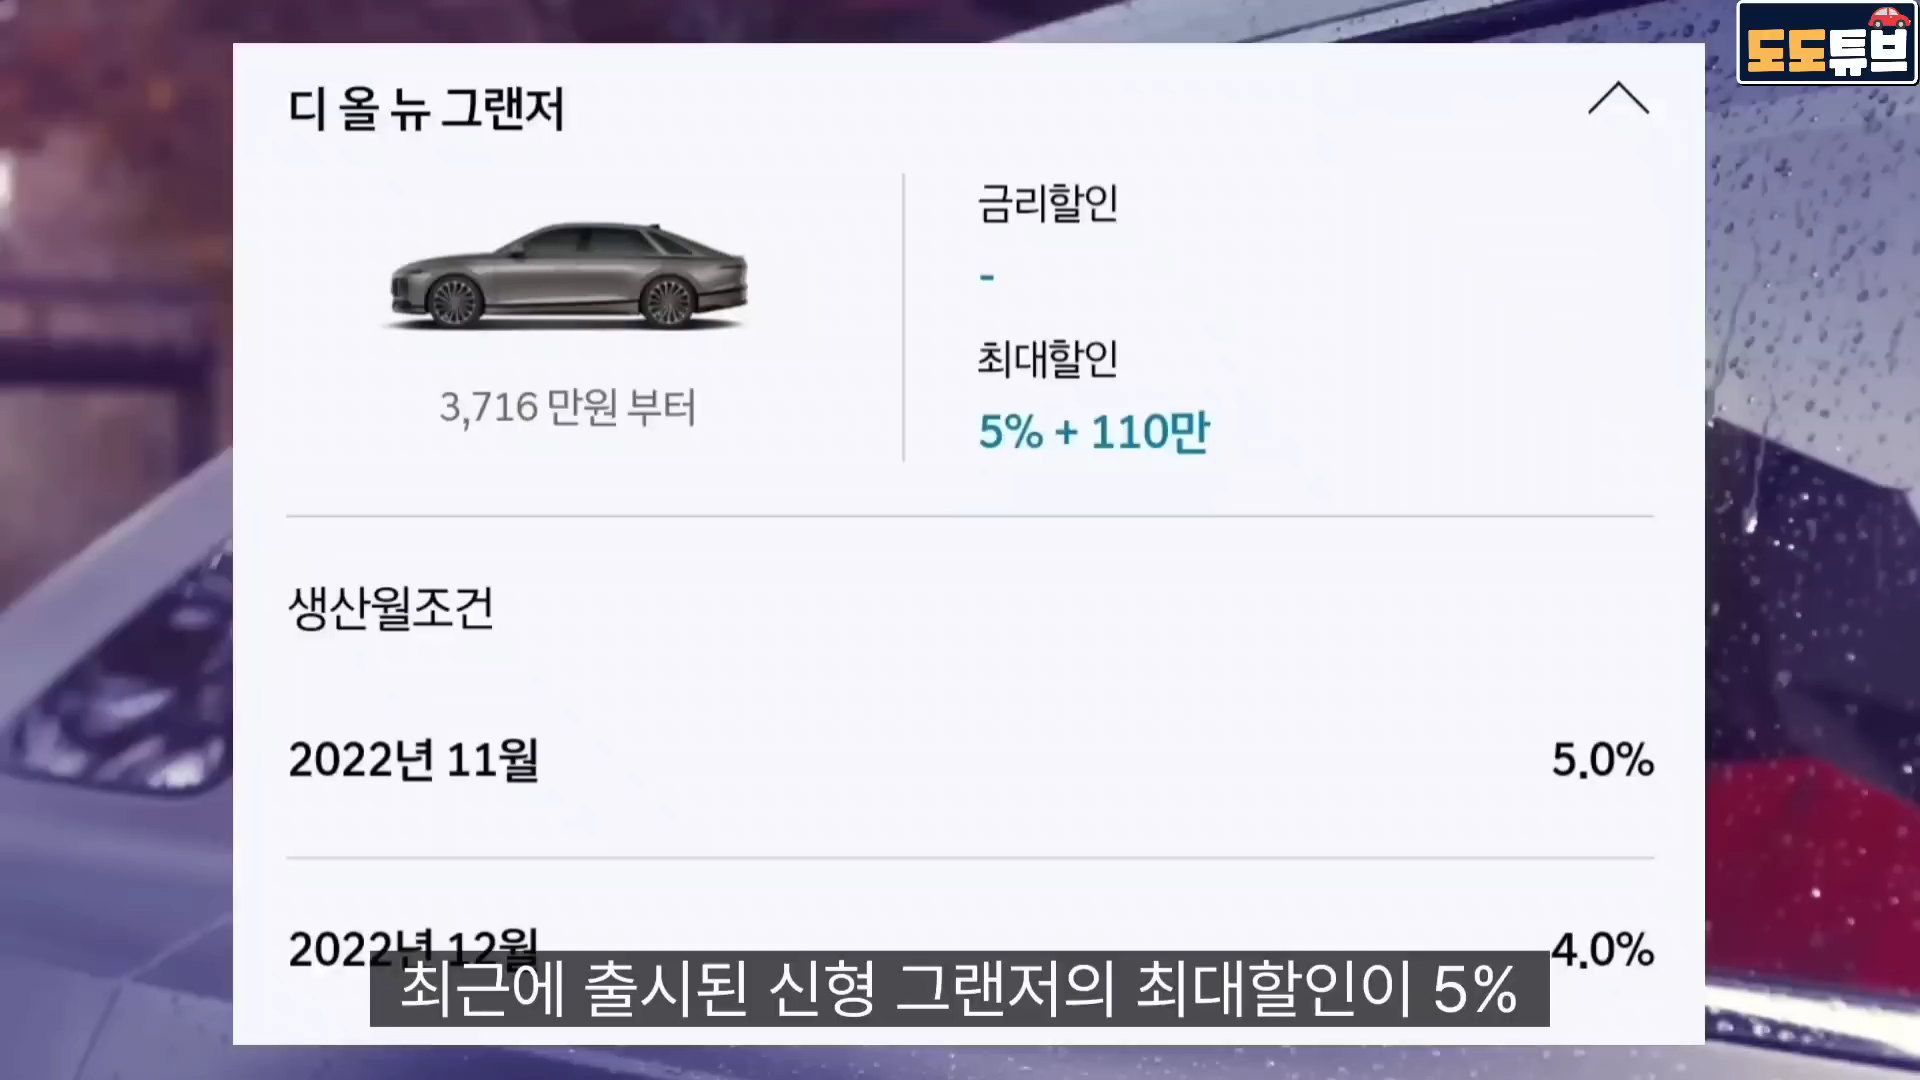 도도튜브
디 올 뉴 그랜저
3,716 만원 부터
금리할인
-
최대할인
5% + 110만
생산월조건
2022년 11월 5.0%
2022년 12월 4.0%
최근에 출시된 신형 그랜저의 최대할인이 5%